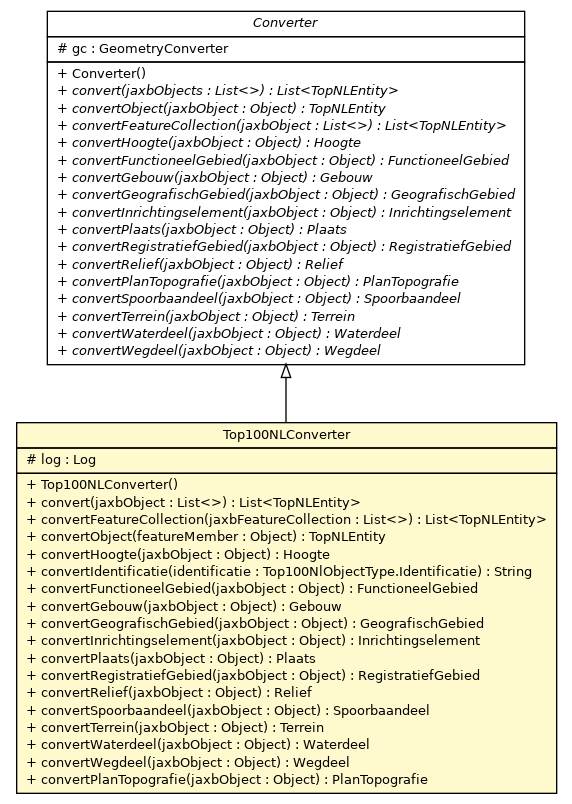 Converter
# gc : GeometryConverter
+ Converter()
+ convert(jaxbObjects : List<>) : List<TopNLEntity>
+ convertObject(jaxbObject : Object) : TopNLEntity
+ convertFeatureCollection(jaxbObject : List<>) : List<TopNLEntity>
+ convertHoogte(jaxbObject : Object) : Hoogte
+ convertFunctioneelGebied(jaxbObject : Object) : FunctioneelGebied
+ convertGebouw(jaxbObject : Object) : Gebouw
+ convertGeografischGebied(jaxbObject : Object) : GeografischGebied
+ convertInrichtingselement(jaxbObject : Object) : Inrichtingselement
+ convertPlaats(jaxbObject : Object) : Plaats
+ convertRegistratiefGebied(jaxbObject : Object) : RegistratiefGebied
+ convertRelief(jaxbObject : Object) : Relief
+ convertPlanTopografie(jaxbObject : Object) : PlanTopografie
+ convertSpoorbaandeel(jaxbObject : Object) : Spoorbaandeel
+ convertTerrein(jaxbObject : Object) : Terrein
+ convertWaterdeel(jaxbObject : Object) : Waterdeel
+ convertWegdeel(jaxbObject : Object) : Wegdeel
Top100NLConverter
# log : Log
+ Top100NLConverter()
+ convert(jaxbObject : List<>) : List<TopNLEntity>
+ convertFeatureCollection(jaxbFeatureCollection : List<>) : List<TopNLEntity>
+ convertObject(featureMember : Object) : TopNLEntity
+ convertHoogte(jaxbObject : Object) : Hoogte
+ convertIdentificatie(identificatie : Top100NlObjectType.Identificatie) : String
+ convertFunctioneelGebied(jaxbObject : Object) : FunctioneelGebied
+ convertGebouw(jaxbObject : Object) : Gebouw
+ convertGeografischGebied(jaxbObject : Object) : GeografischGebied
+ convertInrichtingselement(jaxbObject : Object) : Inrichtingselement
+ convertPlaats(jaxbObject : Object) : Plaats
+ convertRegistratiefGebied(jaxbObject : Object) : RegistratiefGebied
+ convertRelief(jaxbObject : Object) : Relief
+ convertSpoorbaandeel(jaxbObject : Object) : Spoorbaandeel
+ convertTerrein(jaxbObject : Object) : Terrein
+ convertWaterdeel(jaxbObject : Object) : Waterdeel
+ convertWegdeel(jaxbObject : Object) : Wegdeel
+ convertPlanTopografie(jaxbObject : Object) : PlanTopografie